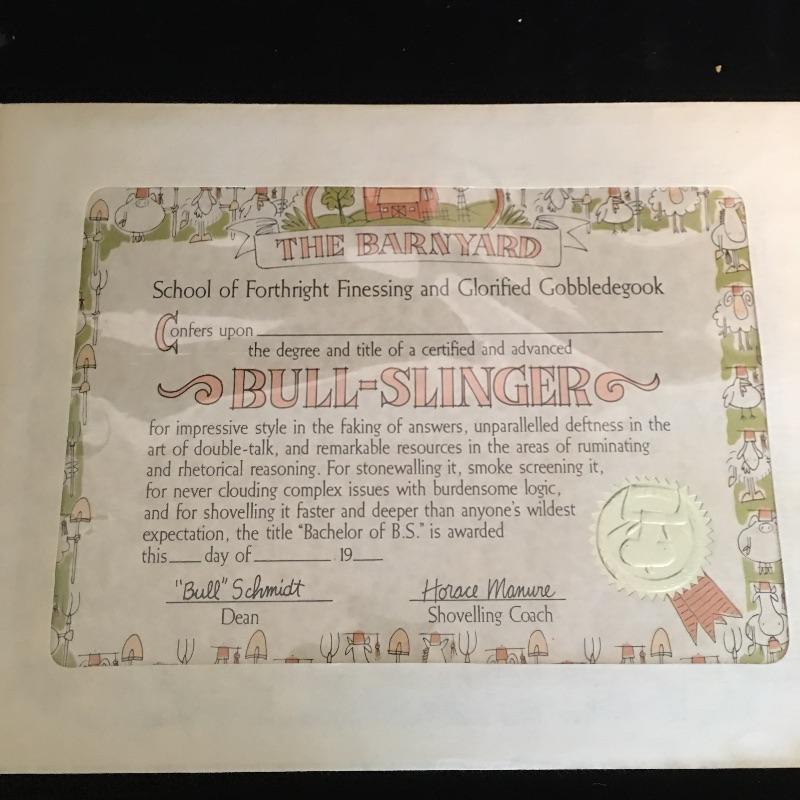 THE BARNYARD
School of Forthright Finessing and Glorified Gobbledegook
Confers upon
the degree and title of a certified and advanced
BULL-SLINGER
for impressive style in the faking of answers, unparallelled deftness in the
art of double-talk, and remarkable resources in the areas of ruminating
and rhetorical reasoning. For stonewalling it, smoke screening it,
for never clouding complex issues with burdensome logic,
and for shovelling it faster and deeper than anyone's wildest
expectation, the title "Bachelor of B.S." is awarded
this___ day of ________ 19___
"Bull" Schmidt
Dean
Horace Manure
Shovelling Coach